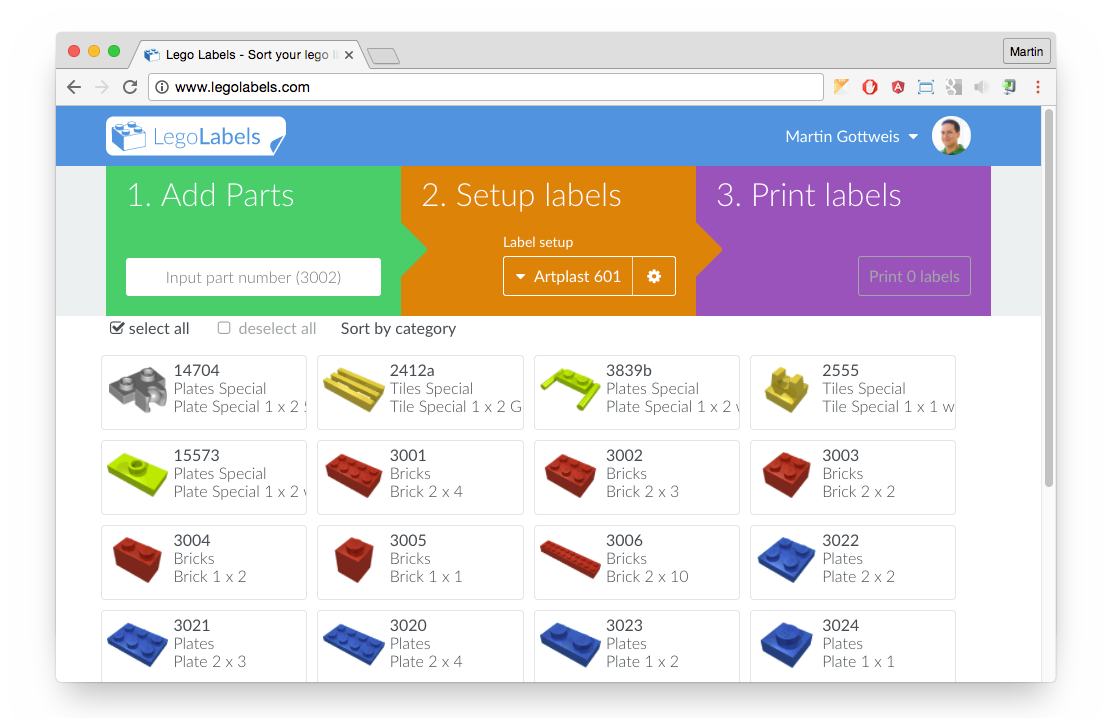 Lego Labels - Sort your lego
Martin
www.legolabels.com
LegoLabels
Martin Gottweis
1. Add Parts
2. Setup labels
3. Print labels
Label setup
Input part number (3002)
Artplast 601
Print 0 labels
select all
deselect all
Sort by category
14704
Plates Special
Plate Special 1 x 2
2412a
Tiles Special
Tile Special 1 x 2 G
3839b
Plates Special
Plate Special 1 x 2
2555
Tiles Special
Tile Special 1 x 1 w
15573
Plates Special
Plate Special 1 x 2
3001
Bricks
Brick 2 x 4
3002
Bricks
Brick 2 x 3
3003
Bricks
Brick 2 x 2
3004
Bricks
Brick 1 x 2
3005
Bricks
Brick 1 x 1
3006
Bricks
Brick 2 x 10
3022
Plates
Plate 2 x 2
3021
Plates
Plate 2 x 3
3020
Plates
Plate 2 x 4
3023
Plates
Plate 1 x 2
3024
Plates
Plate 1 x 1